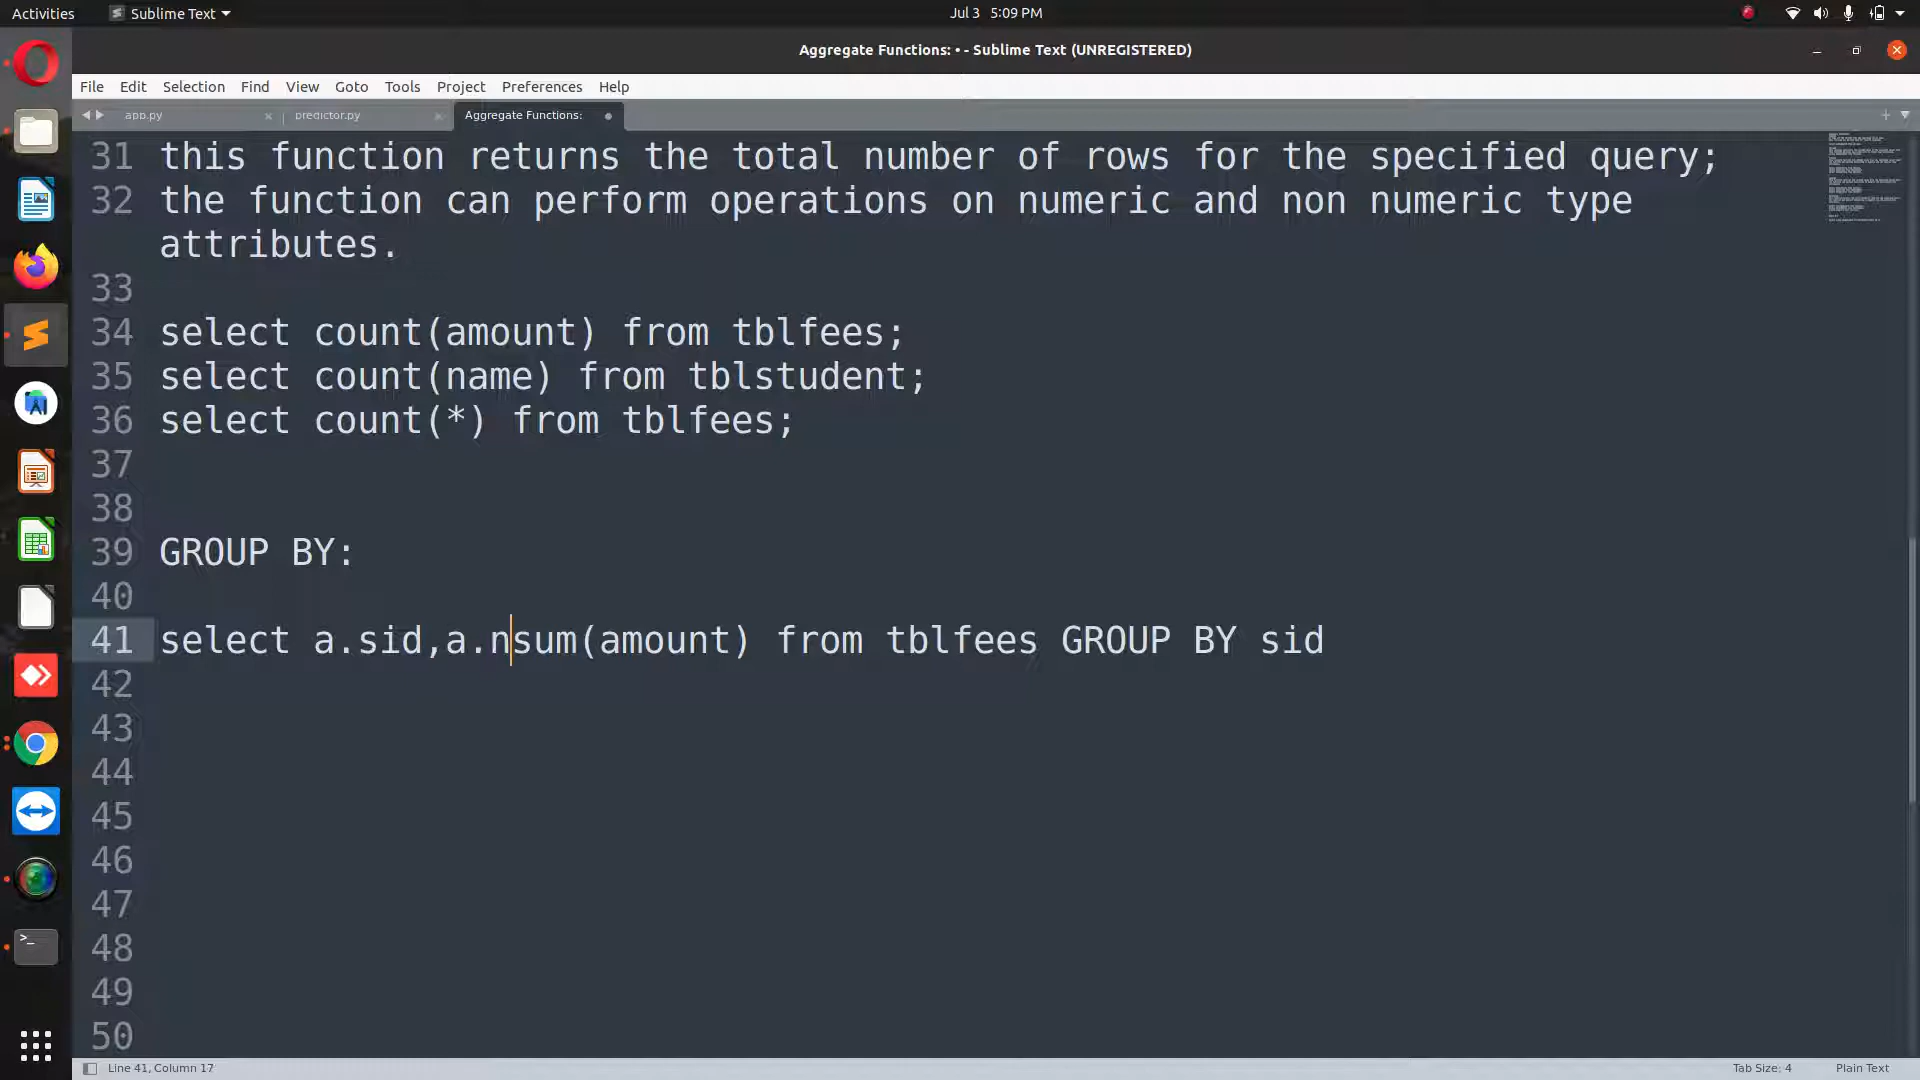 Activities Sublime Text Jul 3 5:09 PM
Aggregate Functions: • - Sublime Text (UNREGISTERED)
File Edit Selection Find View Goto Tools Project Preferences Help
app.py predictor.py Aggregate Functions:
31 this function returns the total number of rows for the specified query;
32 the function can perform operations on numeric and non numeric type
attributes.
33
34 select count(amount) from tblfees;
35 select count(name) from tblstudent;
36 select count(*) from tblfees;
37
38
39 GROUP BY:
40
41 select a.sid,a.nsum(amount) from tblfees GROUP BY sid
42
43
44
45
46
47
48
49
50
Line 41, Column 17 Tab Size: 4 Plain Text